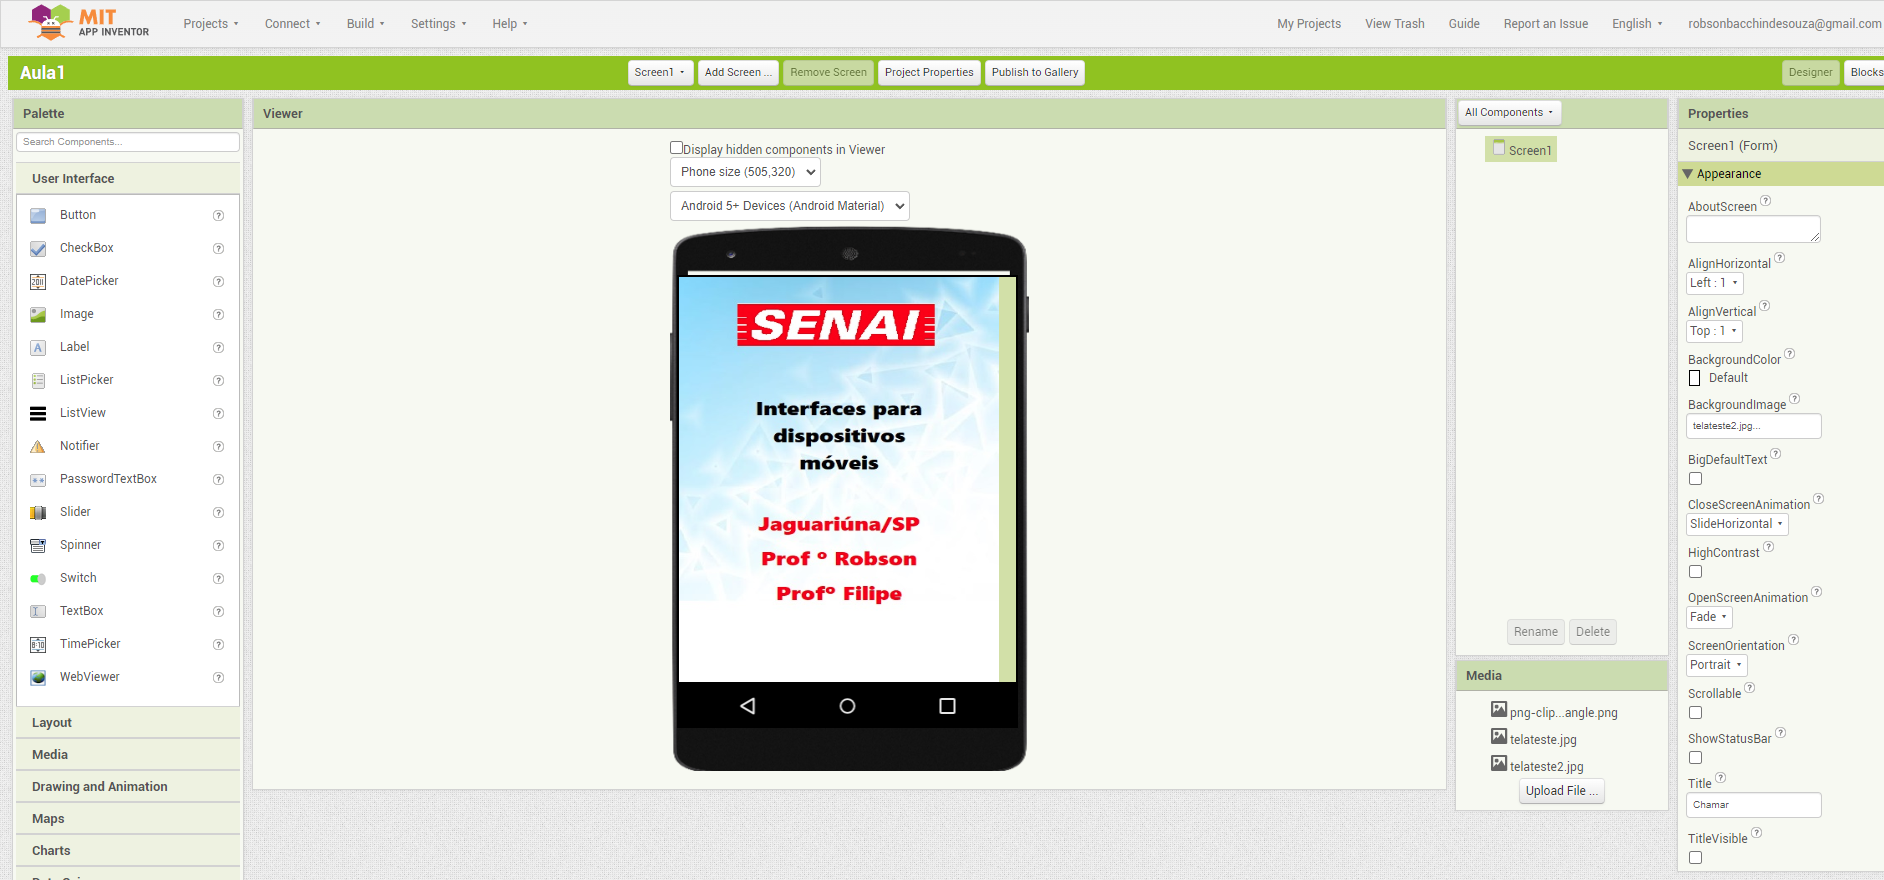 MIT
APP INVENTOR
Projects
Connect
Build
Settings
Help
My Projects
View Trash
Guide
Report an Issue
English
robsonbacchindesouza@gmail.com
Aula1
Screen1
Add Screen ...
Remove Screen
Project Properties
Publish to Gallery
Designer
Blocks
Palette
Search Components...
User Interface
Button
CheckBox
DatePicker
Image
Label
ListPicker
ListView
Notifier
PasswordTextBox
Slider
Spinner
Switch
TextBox
TimePicker
WebViewer
Layout
Media
Drawing and Animation
Maps
Charts
Viewer
Display hidden components in Viewer
Phone size (505,320)
Android 5+ Devices (Android Material)
SENAI
Interfaces para
dispositivos
móveis
Jaguariúna/SP
Prof º Robson
Profº Filipe
All Components
Screen1
Rename
Delete
Media
png-clip...angle.png
telateste.jpg
telateste2.jpg
Upload File ...
Properties
Screen1 (Form)
Appearance
AboutScreen
AlignHorizontal
Left : 1
AlignVertical
Top : 1
BackgroundColor
Default
BackgroundImage
telateste2.jpg...
BigDefaultText
CloseScreenAnimation
SlideHorizontal
HighContrast
OpenScreenAnimation
Fade
ScreenOrientation
Portrait
Scrollable
ShowStatusBar
Title
Chamar
TitleVisible